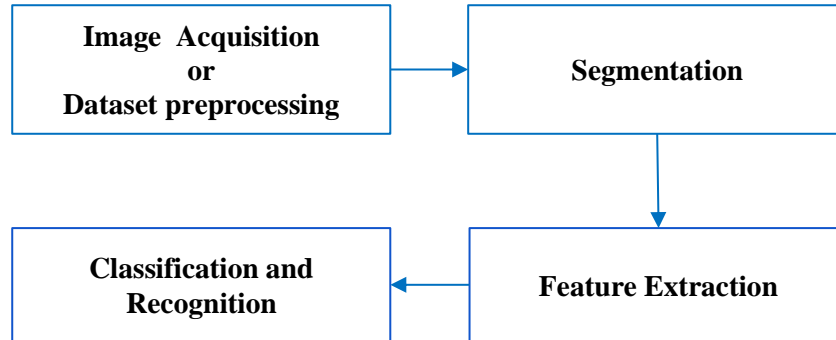 Image Acquisition
or
Dataset preprocessing
Segmentation
Feature Extraction
Classification and
Recognition